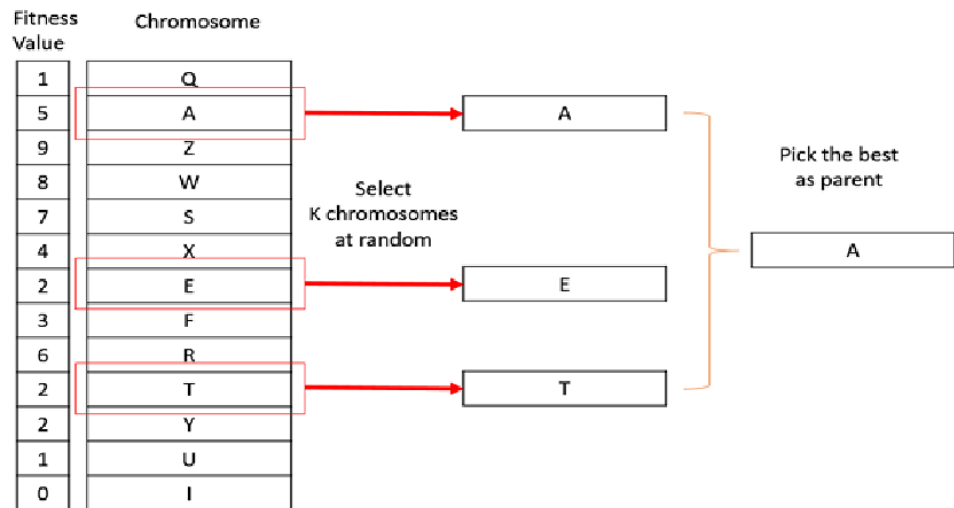 Fitness
Value
Chromosome
1 Q
5 A
9 Z
8 W
7 S
4 X
2 E
3 F
6 R
2 T
2 Y
1 U
0 I
Select
K chromosomes
at random
A
E
T
Pick the best
as parent
A